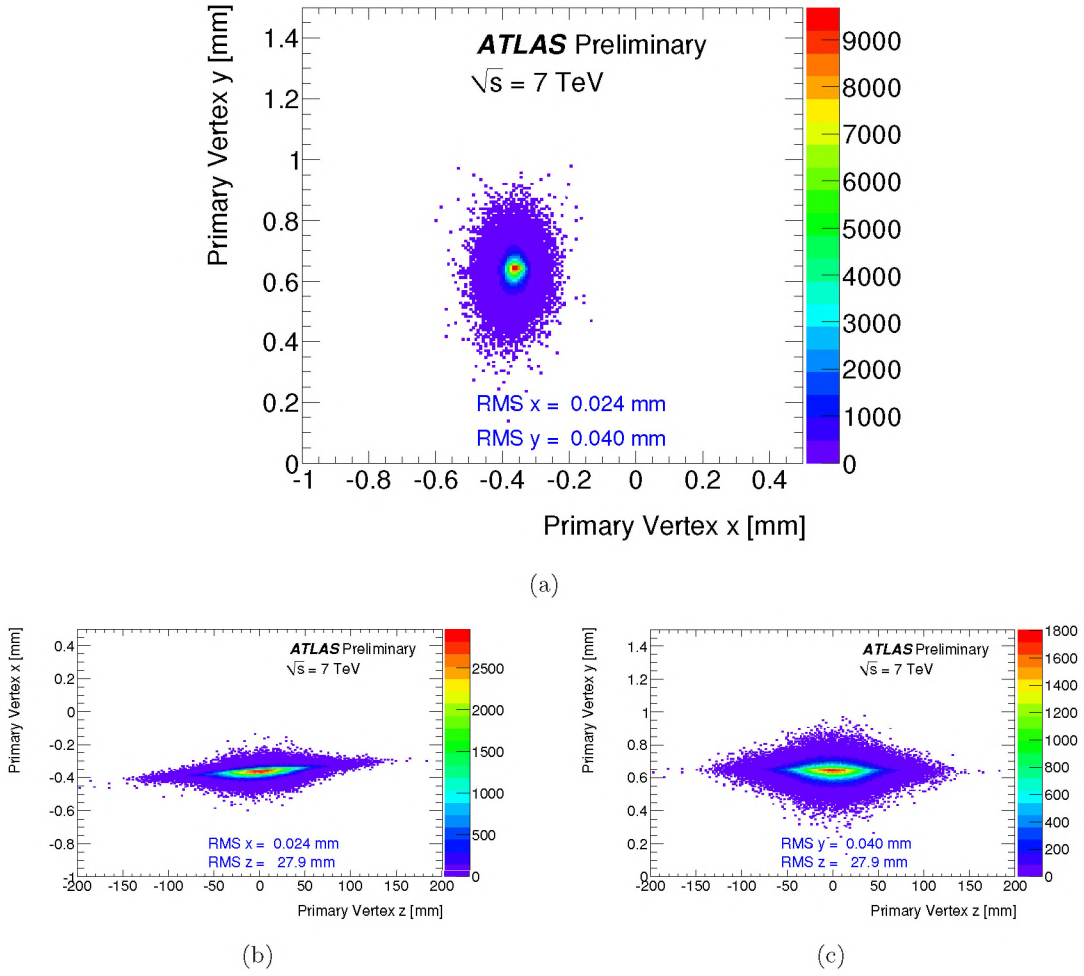 Primary Vertex y [mm]
1.4
1.2
1
0.8
0.6
0.4
0.2
0
ATLAS Preliminary
√s = 7 TeV
RMS x = 0.024 mm
RMS y = 0.040 mm
-1 -0.8 -0.6 -0.4 -0.2 0 0.2 0.4
Primary Vertex x [mm]
9000
8000
7000
6000
5000
4000
3000
2000
1000
0
(a)
Primary Vertex x [mm]
0.4
0.2
0
-0.2
-0.4
-0.6
-0.8
-1
ATLAS Preliminary
√s = 7 TeV
RMS x = 0.024 mm
RMS z = 27.9 mm
-200 -150 -100 -50 0 50 100 150 200
Primary Vertex z [mm]
2500
2000
1500
1000
500
0
(b)
Primary Vertex y [mm]
1.4
1.2
1
0.8
0.6
0.4
0.2
0
ATLAS Preliminary
√s = 7 TeV
RMS y = 0.040 mm
RMS z = 27.9 mm
-200 -150 -100 -50 0 50 100 150 200
Primary Vertex z [mm]
1800
1600
1400
1200
1000
800
600
400
200
0
(c)